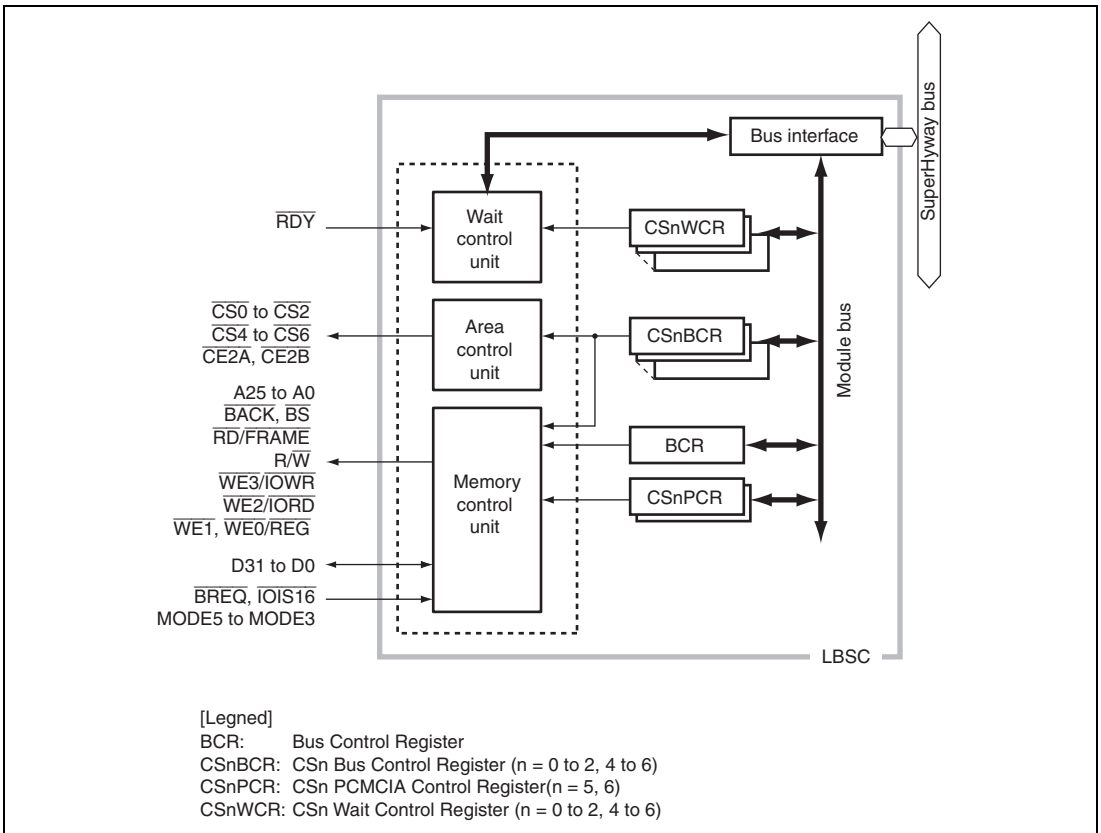 SuperHyway bus
Bus interface
RDY
Wait
control
unit
CSnWCR
CS0 to CS2
CS4 to CS6
CE2A, CE2B
Area
control
unit
CSnBCR
Module bus
A25 to A0
BACK, BS
RD/FRAME
R/W
WE3/IOWR
WE2/IORD
WE1, WE0/REG
D31 to D0
BREQ, IOIS16
MODE5 to MODE3
Memory
control
unit
BCR
CSnPCR
LBSC
[Legned]
BCR: Bus Control Register
CSnBCR: CSn Bus Control Register (n = 0 to 2, 4 to 6)
CSnPCR: CSn PCMCIA Control Register(n = 5, 6)
CSnWCR: CSn Wait Control Register (n = 0 to 2, 4 to 6)